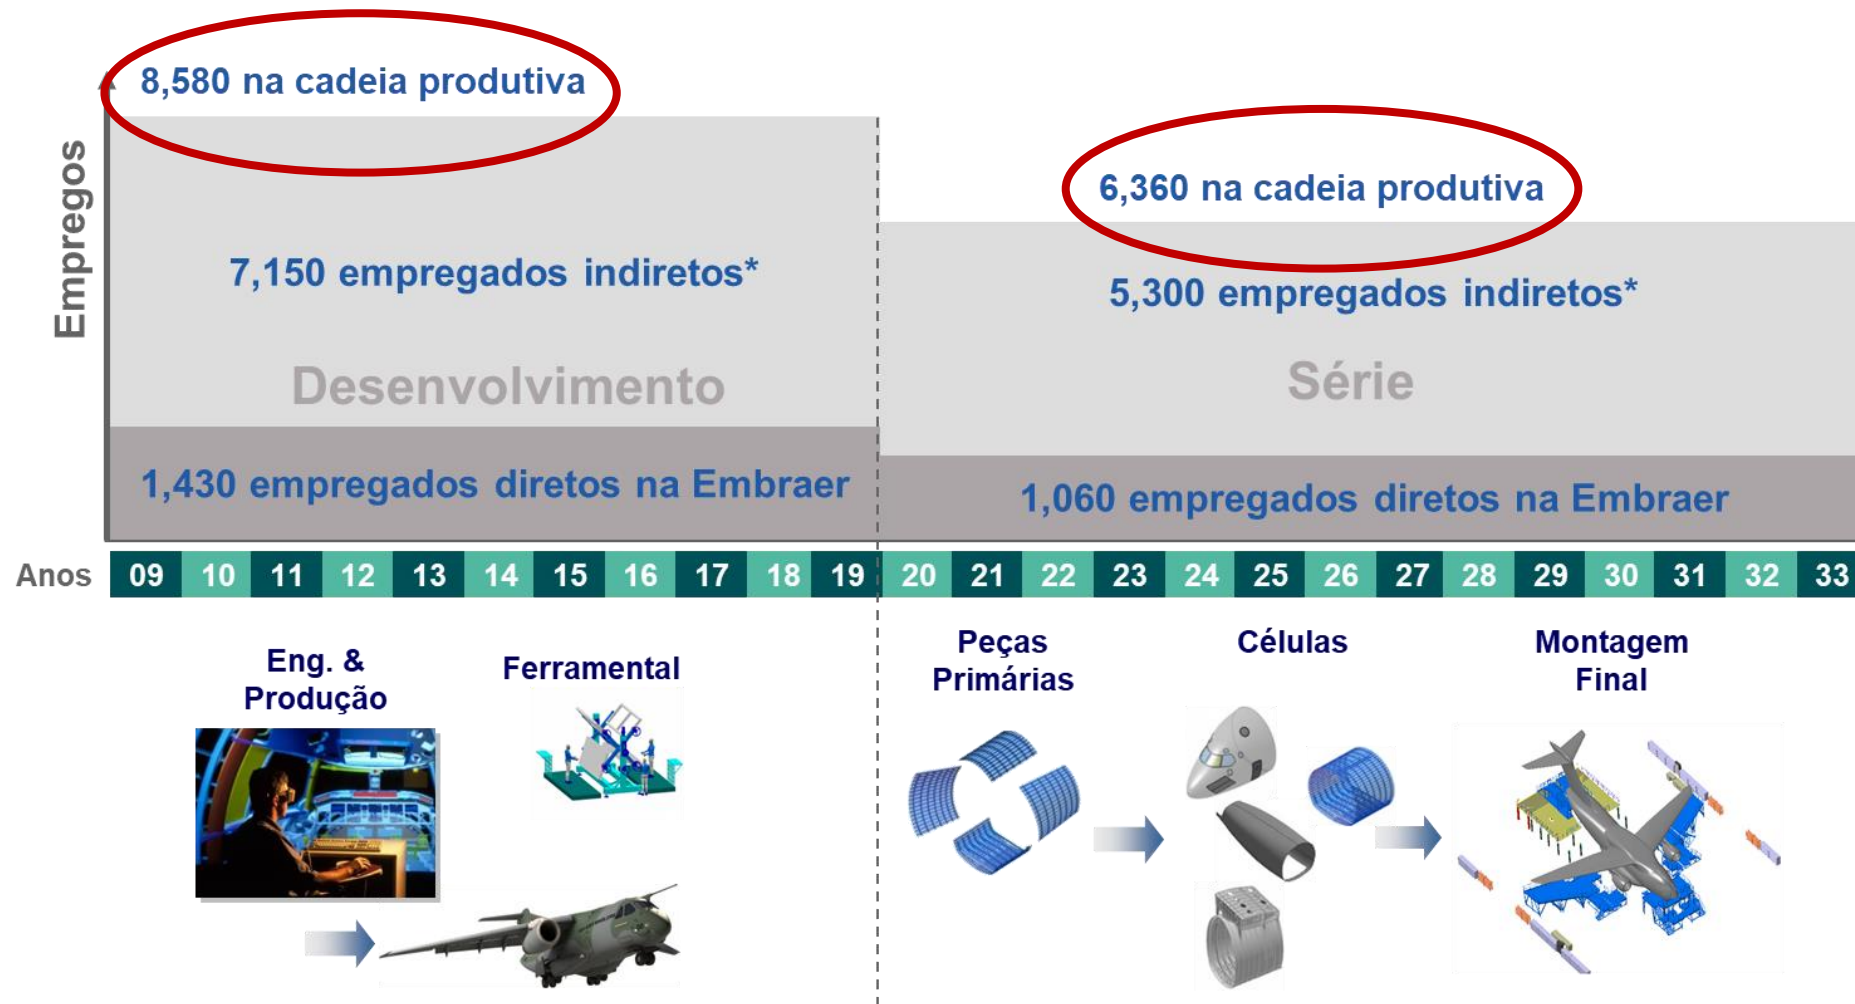 8,580 na cadeia produtiva
6,360 na cadeia produtiva
Empregos
7,150 empregados indiretos*
5,300 empregados indiretos*
Desenvolvimento
Série
1,430 empregados diretos na Embraer
1,060 empregados diretos na Embraer
Anos 09 10 11 12 13 14 15 16 17 18 19 20 21 22 23 24 25 26 27 28 29 30 31 32 33
Eng. &
Produção
Ferramental
Peças
Primárias
Células
Montagem
Final